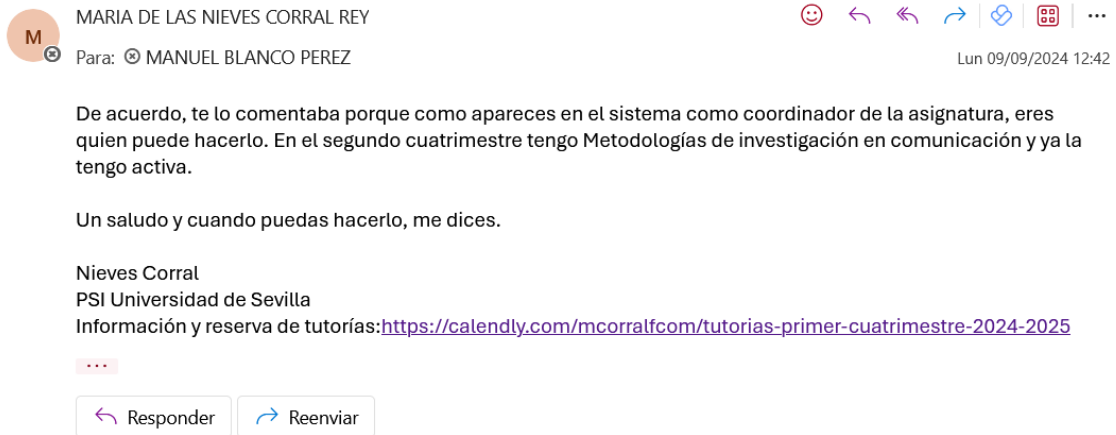 MARIA DE LAS NIEVES CORRAL REY
M
Para: MANUEL BLANCO PEREZ
Lun 09/09/2024 12:42
De acuerdo, te lo comentaba porque como apareces en el sistema como coordinador de la asignatura, eres
quien puede hacerlo. En el segundo cuatrimestre tengo Metodologías de investigación en comunicación y ya la
tengo activa.
Un saludo y cuando puedas hacerlo, me dices.
Nieves Corral
PSI Universidad de Sevilla
Información y reserva de tutorías:https://calendly.com/mcorralfcom/tutorias-primer-cuatrimestre-2024-2025
...
Responder
Reenviar